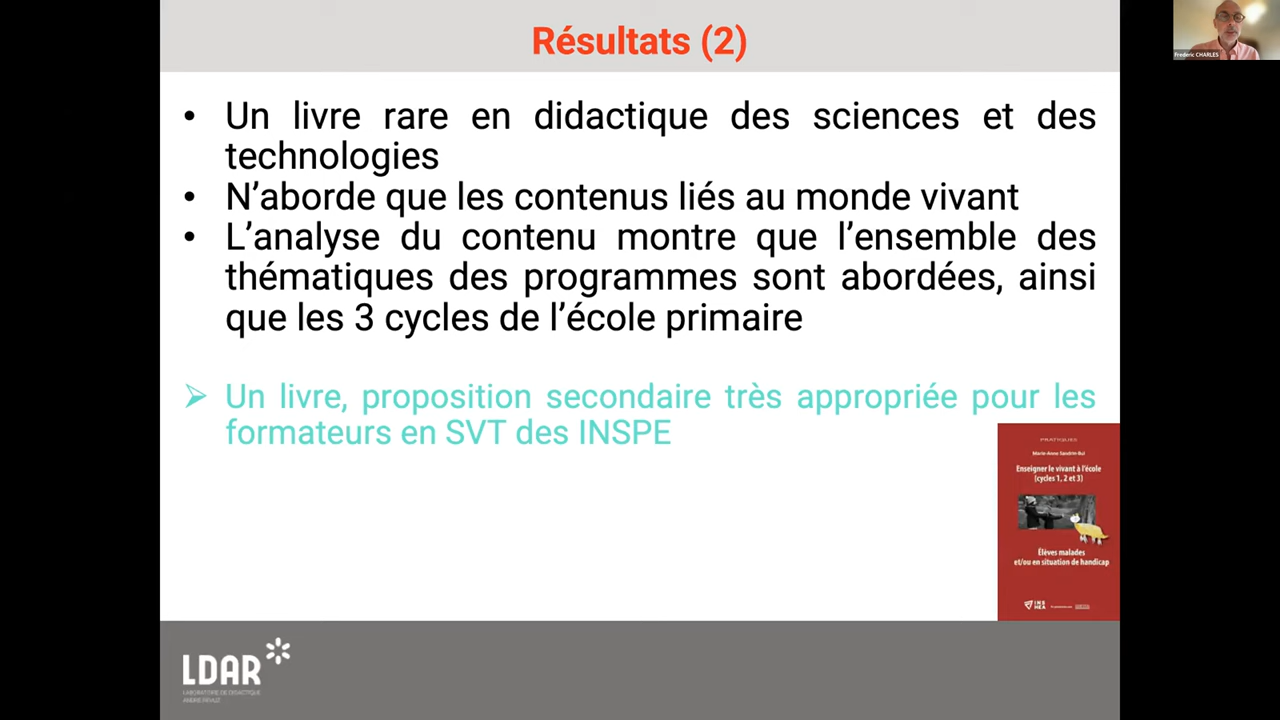 Résultats (2)
Frederic CHARLES
• Un livre rare en didactique des sciences et des
technologies
• N’aborde que les contenus liés au monde vivant
• L’analyse du contenu montre que l’ensemble des
thématiques des programmes sont abordées, ainsi
que les 3 cycles de l’école primaire
➢ Un livre, proposition secondaire très appropriée pour les
formateurs en SVT des INSPE
PRATIQUES
Marie-Anne Sandrin-Bui
Enseigner le vivant à l'école
(cycles 1, 2 et 3)
Élèves malades
et/ou en situation de handicap
INS
HEA
LDAR
LABORATOIRE DE DIDACTIQUE
ANDRÉ REVUZ